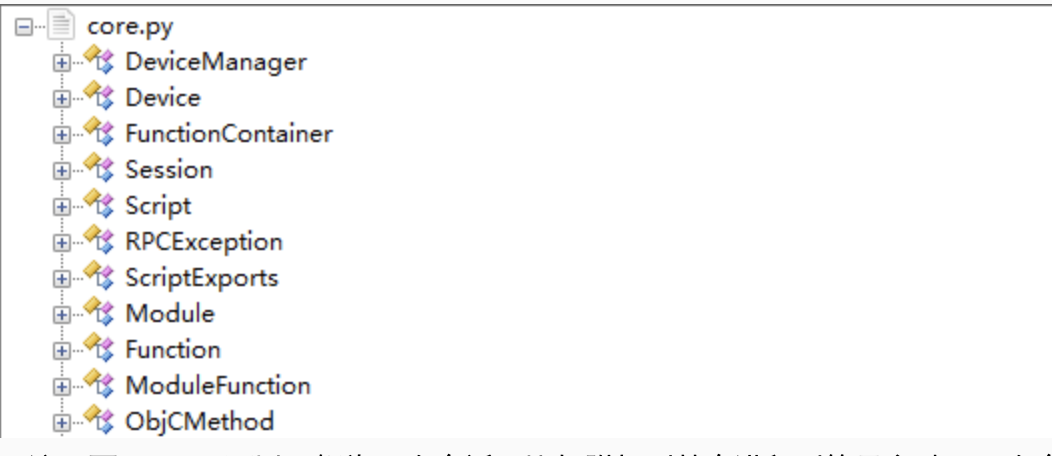 core.py
DeviceManager
Device
FunctionContainer
Session
Script
RPCException
ScriptExports
Module
Function
ModuleFunction
ObjCMethod